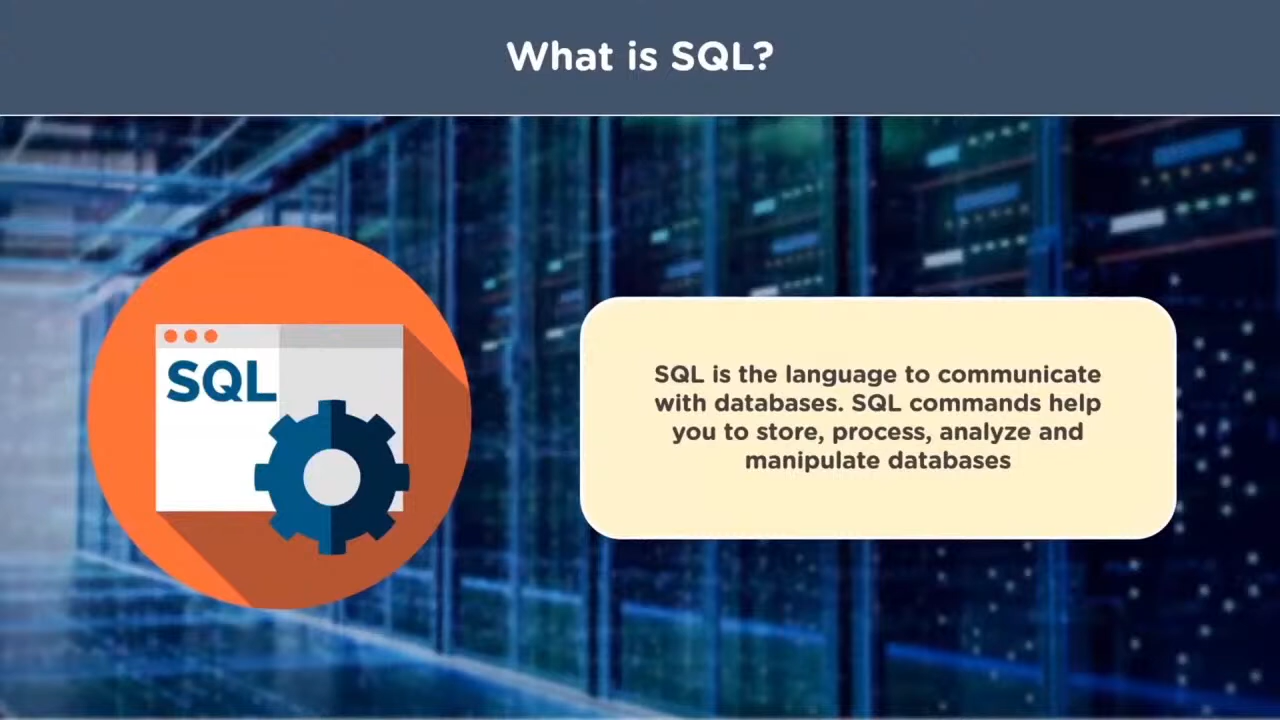 What is SQL?
SQL
SQL is the language to communicate
with databases. SQL commands help
you to store, process, analyze and
manipulate databases